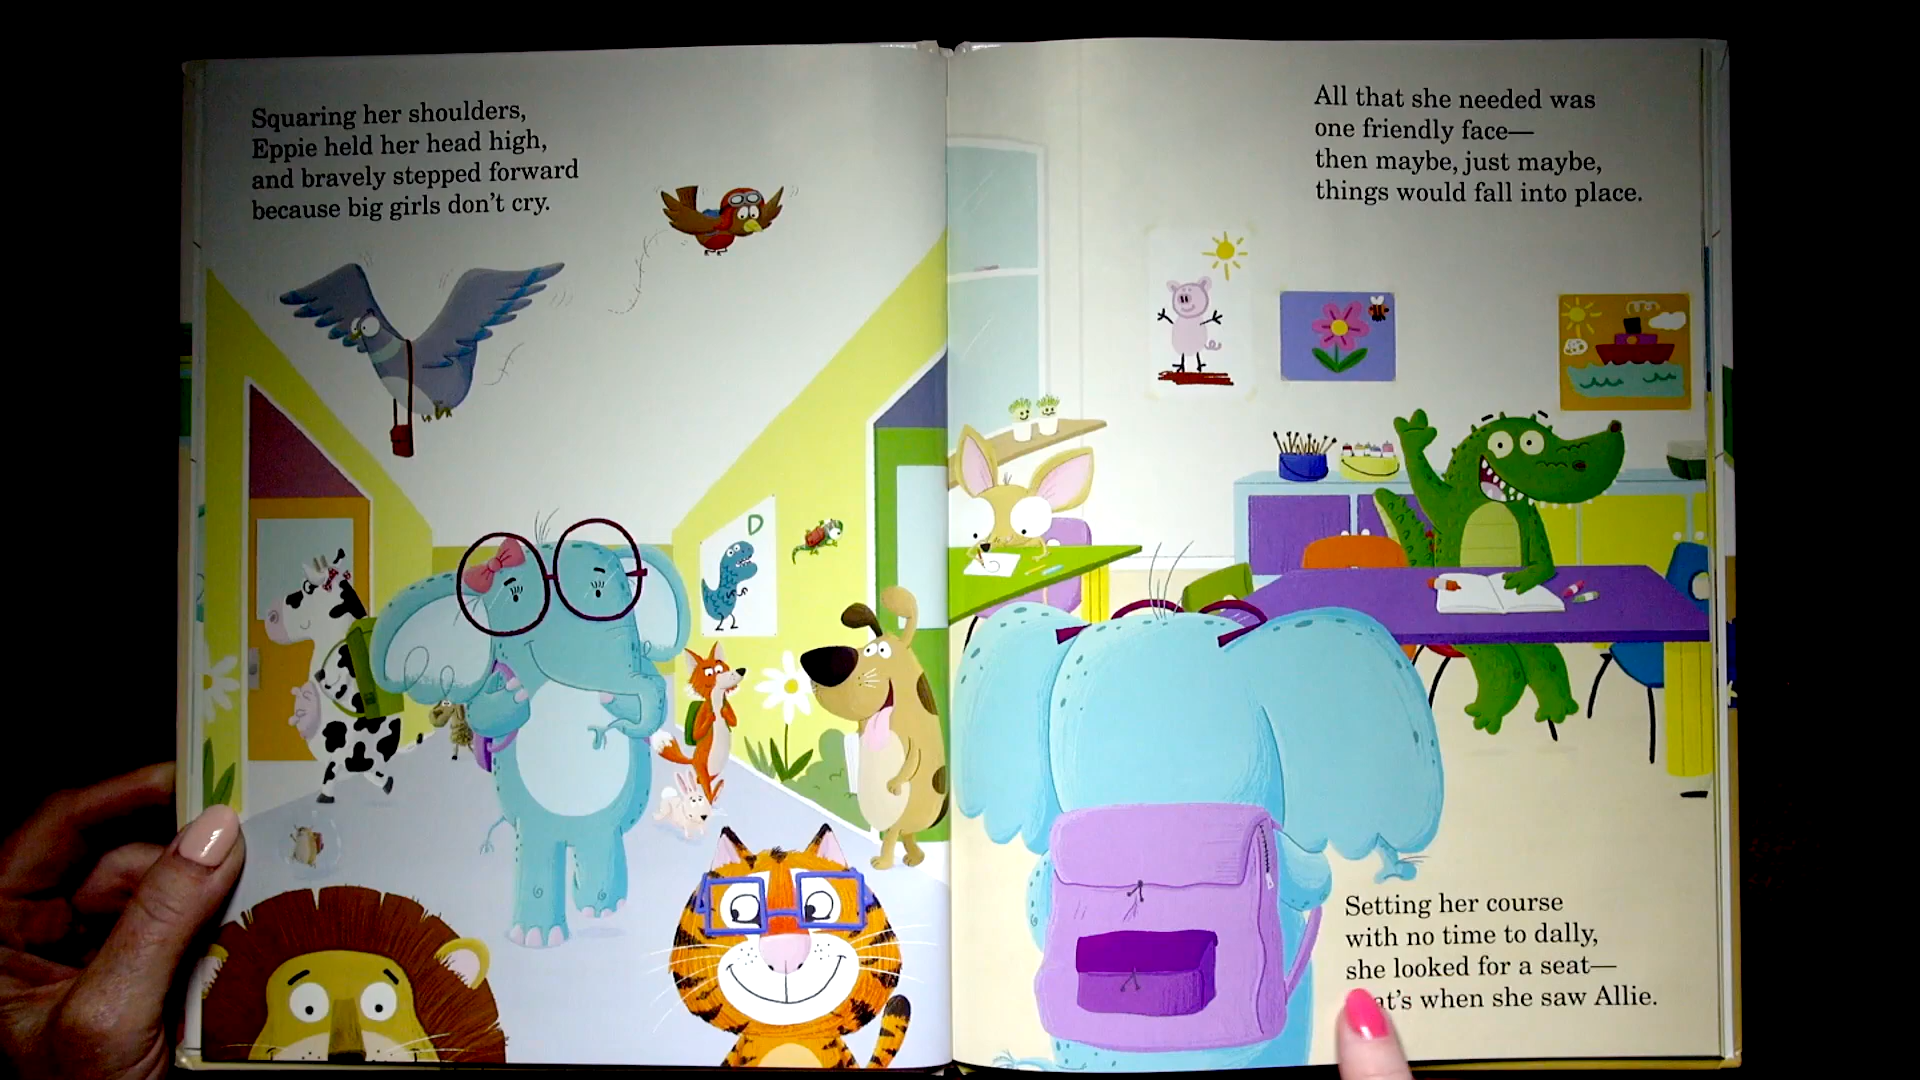 Squaring her shoulders,
Eppie held her head high,
and bravely stepped forward
because big girls don't cry.
D
All that she needed was
one friendly face—
then maybe, just maybe,
things would fall into place.
Setting her course
with no time to dally,
she looked for a seat—
at's when she saw Allie.